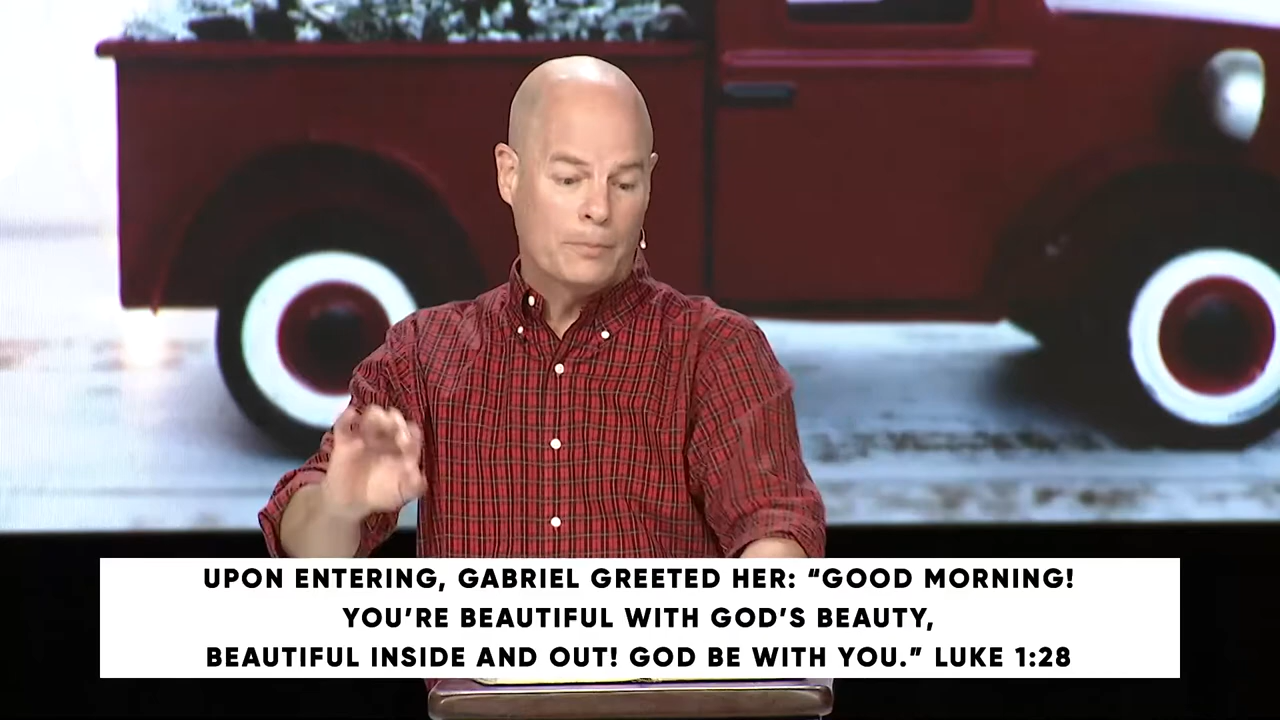 UPON ENTERING, GABRIEL GREETED HER: “GOOD MORNING!
YOU’RE BEAUTIFUL WITH GOD’S BEAUTY,
BEAUTIFUL INSIDE AND OUT! GOD BE WITH YOU.” LUKE 1:28